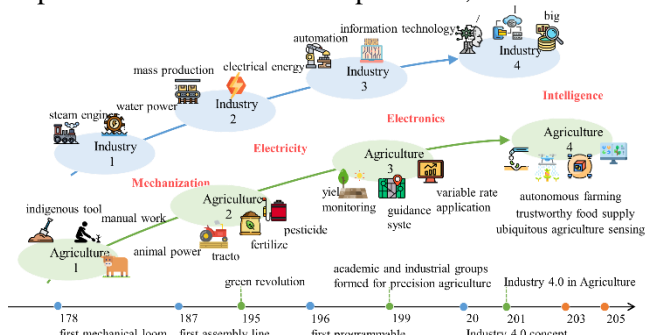 information technology
I
big
automation
Industry
4
mass production
electrical energy
Industry
3
steam engine
water power
Industry
2
Intelligence
Electronics
Industry
1
Electricity
Agriculture
4
Agriculture
3
Mechanization
yiel
monitoring
guidance
syste
variable rate
application
autonomous farming
trustworthy food supply
ubiquitous agriculture sensing
indigenous tool
manual work
Agriculture
2
pesticide
fertilize
tracto
animal power
Agriculture
1
green revolution
academic and industrial groups
formed for precision agriculture
Industry 4.0 in Agriculture
178
187
195
196
199
20
201
203
205
first mechanical loom
first assembly line
first programmable
Industry 4.0 concept